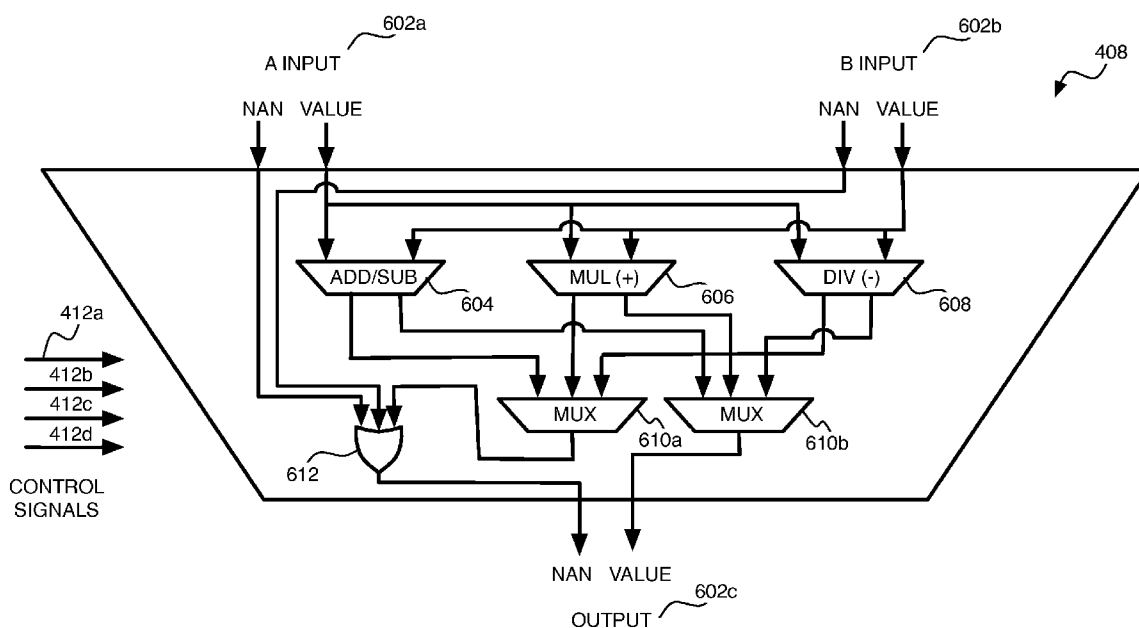 602a
602b
A INPUT
B INPUT
408
NAN VALUE
NAN VALUE
ADD/SUB
MUL (+)
DIV (-)
604
606
608
412a
412b
412c
412d
MUX
MUX
610a
610b
612
CONTROL
SIGNALS
NAN VALUE
602c
OUTPUT